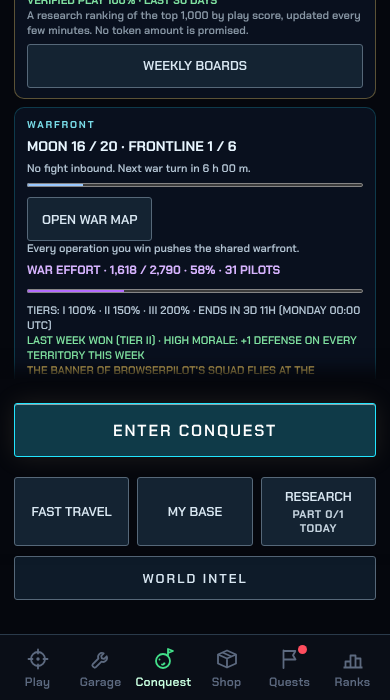 VERIFIED PLAY 100% · LAST 30 DAYS
A research ranking of the top 1,000 by play score, updated every
few minutes. No token amount is promised.
WEEKLY BOARDS
WARFRONT
MOON 16 / 20 · FRONTLINE 1 / 6
No fight inbound. Next war turn in 6 h 00 m.
OPEN WAR MAP
Every operation you win pushes the shared warfront.
WAR EFFORT · 1,618 / 2,790 · 58% · 31 PILOTS
TIERS: I 100% · II 150% · III 200% · ENDS IN 3D 11H (MONDAY 00:00
UTC)
LAST WEEK WON (TIER II) · HIGH MORALE: +1 DEFENSE ON EVERY
TERRITORY THIS WEEK
THE BANNER OF BROWSERPILOT'S SQUAD FLIES AT THE
ENTER CONQUEST
FAST TRAVEL
MY BASE
RESEARCH
PART 0/1
TODAY
WORLD INTEL
Play
Garage
Conquest
Shop
Quests
Ranks